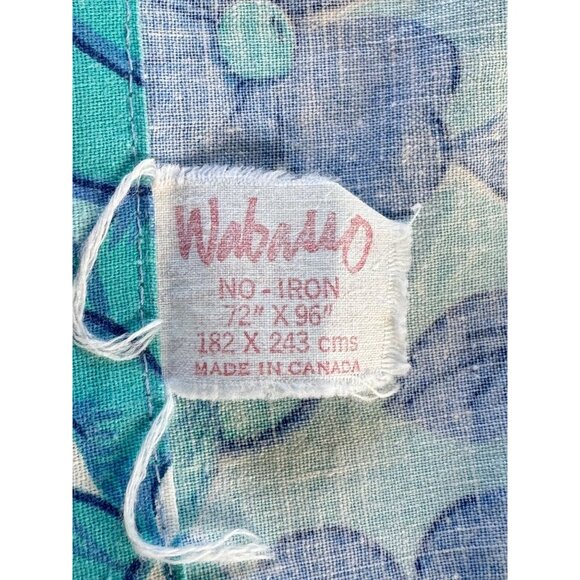 Wabasso
NO-IRON
72" X 96"
182 X 243 cms
MADE IN CANADA